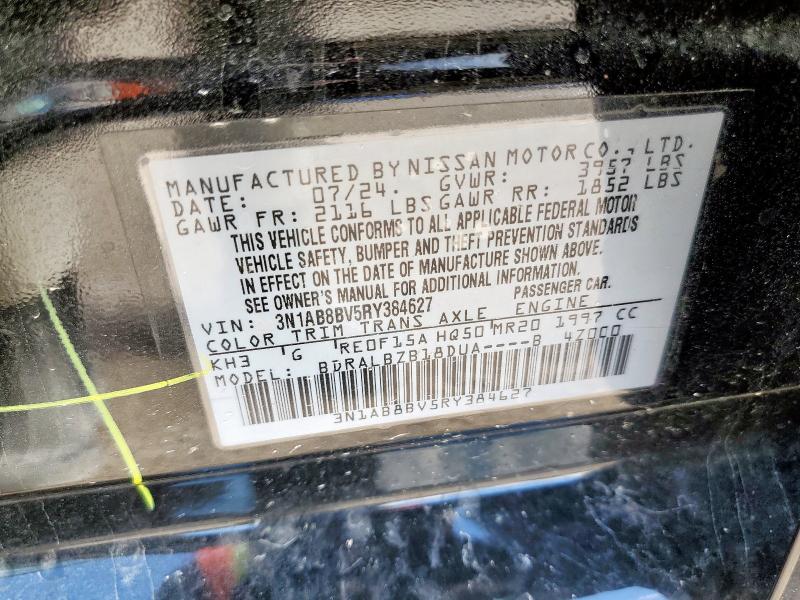 MANUFACTURED BY NISSAN MOTOR CO., LTD.
DATE: 07/24. GVWR: 3957 LBS
GAWR FR: 2116 LBS GAWR RR: 1852 LBS
THIS VEHICLE CONFORMS TO ALL APPLICABLE FEDERAL MOTOR
VEHICLE SAFETY, BUMPER AND THEFT PREVENTION STANDARDS
IN EFFECT ON THE DATE OF MANUFACTURE SHOWN ABOVE.
SEE OWNER'S MANUAL FOR ADDITIONAL INFORMATION.
VIN: 3N1AB8BV5RY384627 PASSENGER CAR.
COLOR TRIM TRANS AXLE ENGINE
KH3 G RE0F15A HQ50 MR20 1997 CC
MODEL: BDRALBZB18DUA----B 4Z000
3N1AB8BV5RY384627